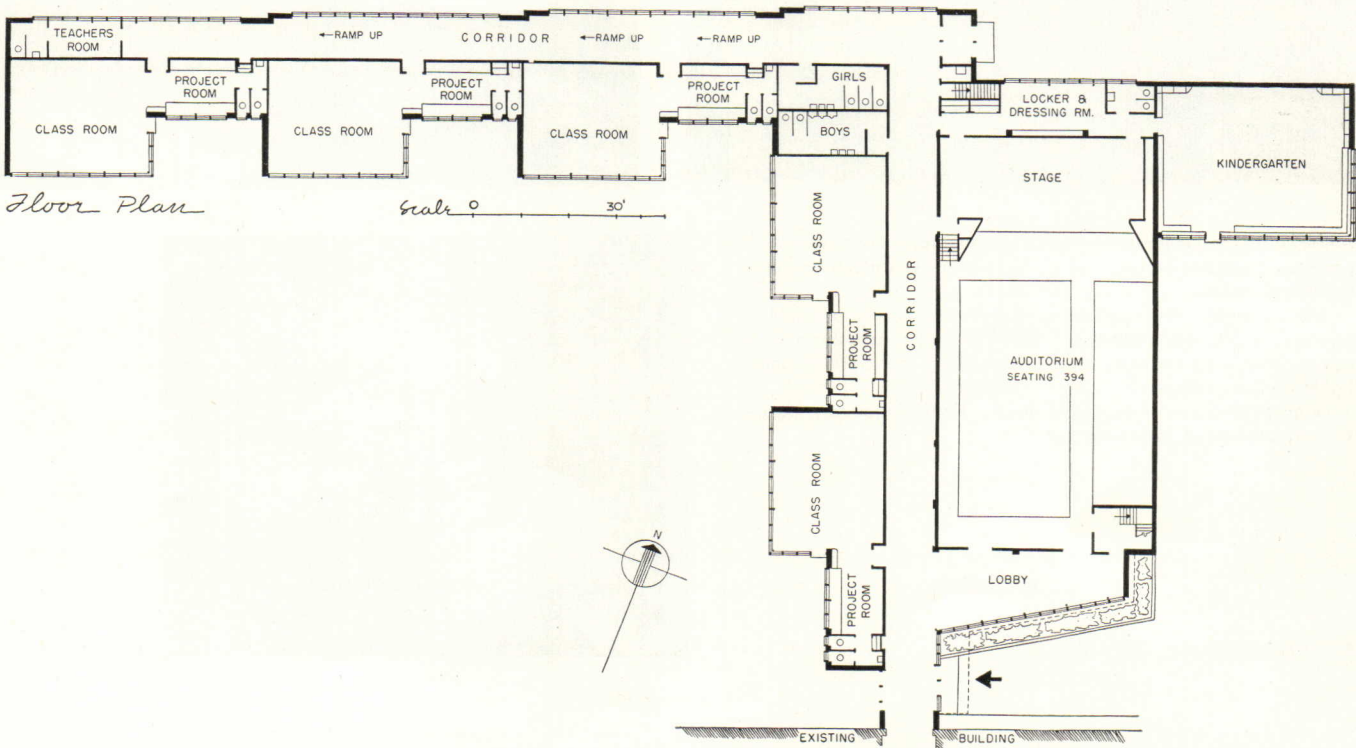 TEACHERS
ROOM
← RAMP UP
CORRIDOR
← RAMP UP
← RAMP UP
PROJECT
ROOM
PROJECT
ROOM
PROJECT
ROOM
GIRLS
LOCKER &
DRESSING RM.
CLASS ROOM
CLASS ROOM
CLASS ROOM
BOYS
KINDERGARTEN
STAGE
Floor Plan
Scale 0 30'
CLASS ROOM
CORRIDOR
PROJECT
ROOM
AUDITORIUM
SEATING 394
CLASS ROOM
N
LOBBY
PROJECT
ROOM
EXISTING BUILDING